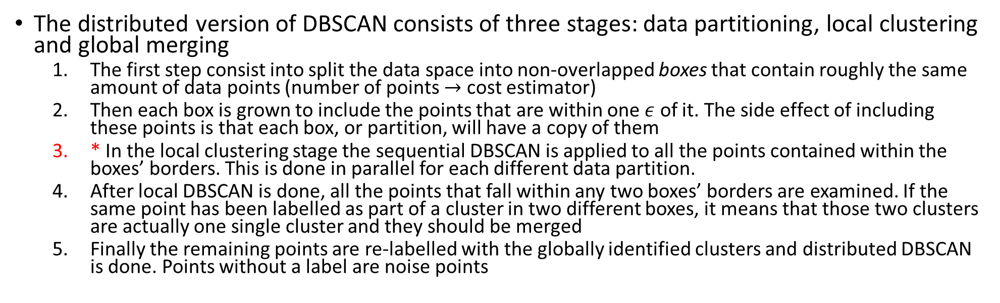 • The distributed version of DBSCAN consists of three stages: data partitioning, local clustering
and global merging
1. The first step consist into split the data space into non-overlapped boxes that contain roughly the same
amount of data points (number of points → cost estimator)
2. Then each box is grown to include the points that are within one ϵ of it. The side effect of including
these points is that each box, or partition, will have a copy of them
3. * In the local clustering stage the sequential DBSCAN is applied to all the points contained within the
boxes’ borders. This is done in parallel for each different data partition.
4. After local DBSCAN is done, all the points that fall within any two boxes’ borders are examined. If the
same point has been labelled as part of a cluster in two different boxes, it means that those two clusters
are actually one single cluster and they should be merged
5. Finally the remaining points are re-labelled with the globally identified clusters and distributed DBSCAN
is done. Points without a label are noise points